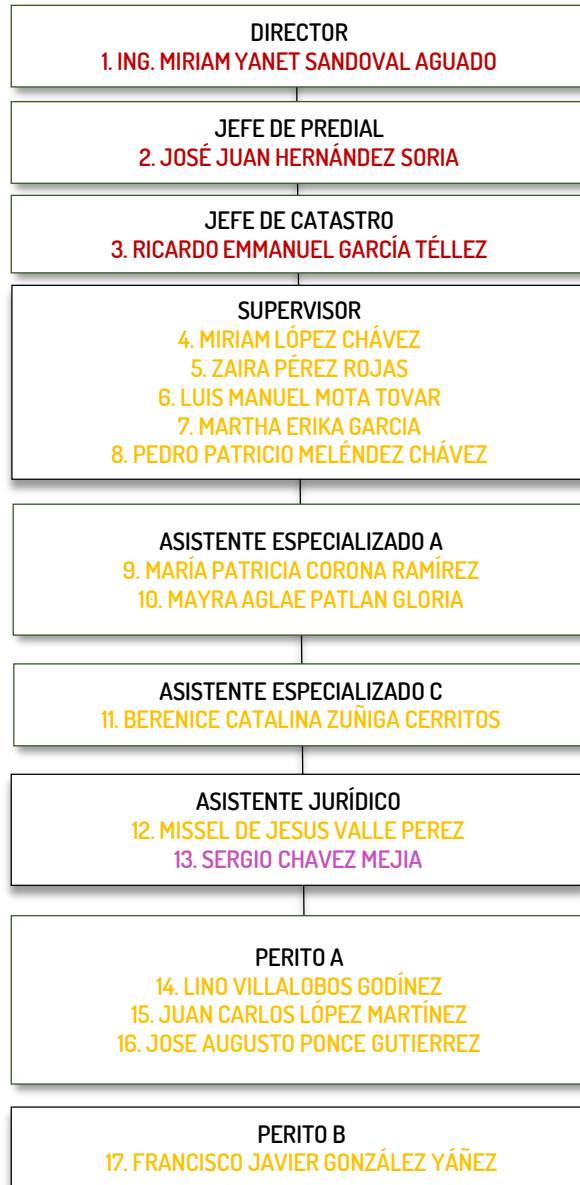 DIRECTOR
1. ING. MIRIAM YANET SANDOVAL AGUADO
JEFE DE PREDIAL
2. JOSÉ JUAN HERNÁNDEZ SORIA
JEFE DE CATASTRO
3. RICARDO EMMANUEL GARCÍA TÉLLEZ
SUPERVISOR
4. MIRIAM LÓPEZ CHÁVEZ
5. ZAIRA PÉREZ ROJAS
6. LUIS MANUEL MOTA TOVAR
7. MARTHA ERIKA GARCIA
8. PEDRO PATRICIO MELÉNDEZ CHÁVEZ
ASISTENTE ESPECIALIZADO A
9. MARÍA PATRICIA CORONA RAMÍREZ
10. MAYRA AGLAE PATLAN GLORIA
ASISTENTE ESPECIALIZADO C
11. BERENICE CATALINA ZUÑIGA CERRITOS
ASISTENTE JURÍDICO
12. MISSEL DE JESUS VALLE PEREZ
13. SERGIO CHAVEZ MEJIA
PERITO A
14. LINO VILLALOBOS GODÍNEZ
15. JUAN CARLOS LÓPEZ MARTÍNEZ
16. JOSE AUGUSTO PONCE GUTIERREZ
PERITO B
17. FRANCISCO JAVIER GONZÁLEZ YÁÑEZ